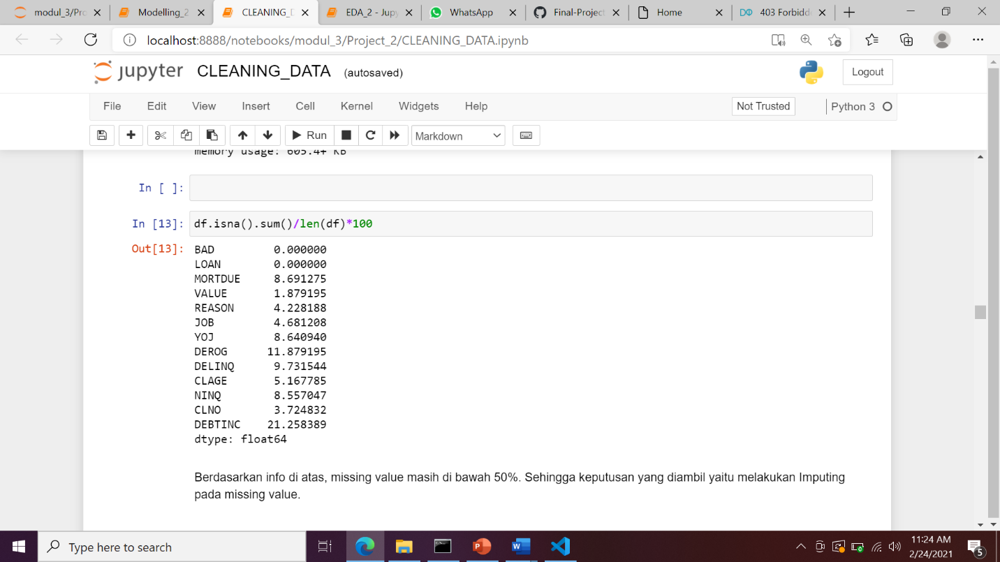 modul_3/Pro
Modelling_2
CLEANING_D
EDA_2 - Jupy
WhatsApp
Final-Project
Home
403 Forbidde
localhost:8888/notebooks/modul_3/Project_2/CLEANING_DATA.ipynb
jupyter CLEANING_DATA (autosaved)
Logout
File Edit View Insert Cell Kernel Widgets Help
Not Trusted
Python 3
Run
Markdown
memory usage: 605.4+ KB
In [ ]:
In [13]: df.isna().sum()/len(df)*100
Out[13]: BAD 0.000000
LOAN 0.000000
MORTDUE 8.691275
VALUE 1.879195
REASON 4.228188
JOB 4.681208
YOJ 8.640940
DEROG 11.879195
DELINQ 9.731544
CLAGE 5.167785
NINQ 8.557047
CLNO 3.724832
DEBTINC 21.258389
dtype: float64
Berdasarkan info di atas, missing value masih di bawah 50%. Sehingga keputusan yang diambil yaitu melakukan Imputing
pada missing value.
Type here to search
11:24 AM
2/24/2021
5